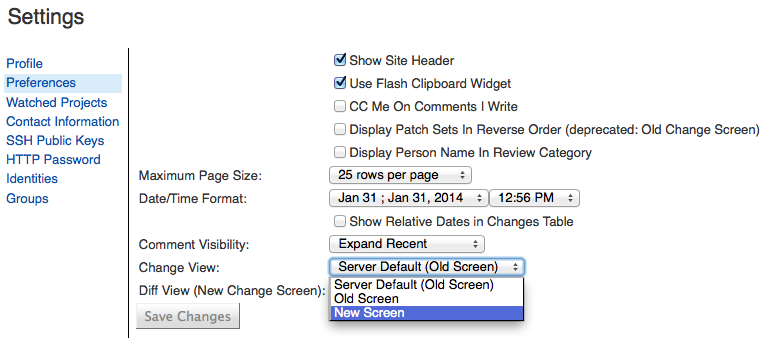 Settings
Profile
Preferences
Watched Projects
Contact Information
SSH Public Keys
HTTP Password
Identities
Groups
Show Site Header
Use Flash Clipboard Widget
CC Me On Comments I Write
Display Patch Sets In Reverse Order (deprecated: Old Change Screen)
Display Person Name In Review Category
Maximum Page Size: 25 rows per page
Date/Time Format: Jan 31 ; Jan 31, 2014 12:56 PM
Show Relative Dates in Changes Table
Comment Visibility: Expand Recent
Change View: Server Default (Old Screen)
Server Default (Old Screen)
Old Screen
New Screen
Diff View (New Change Screen):
Save Changes